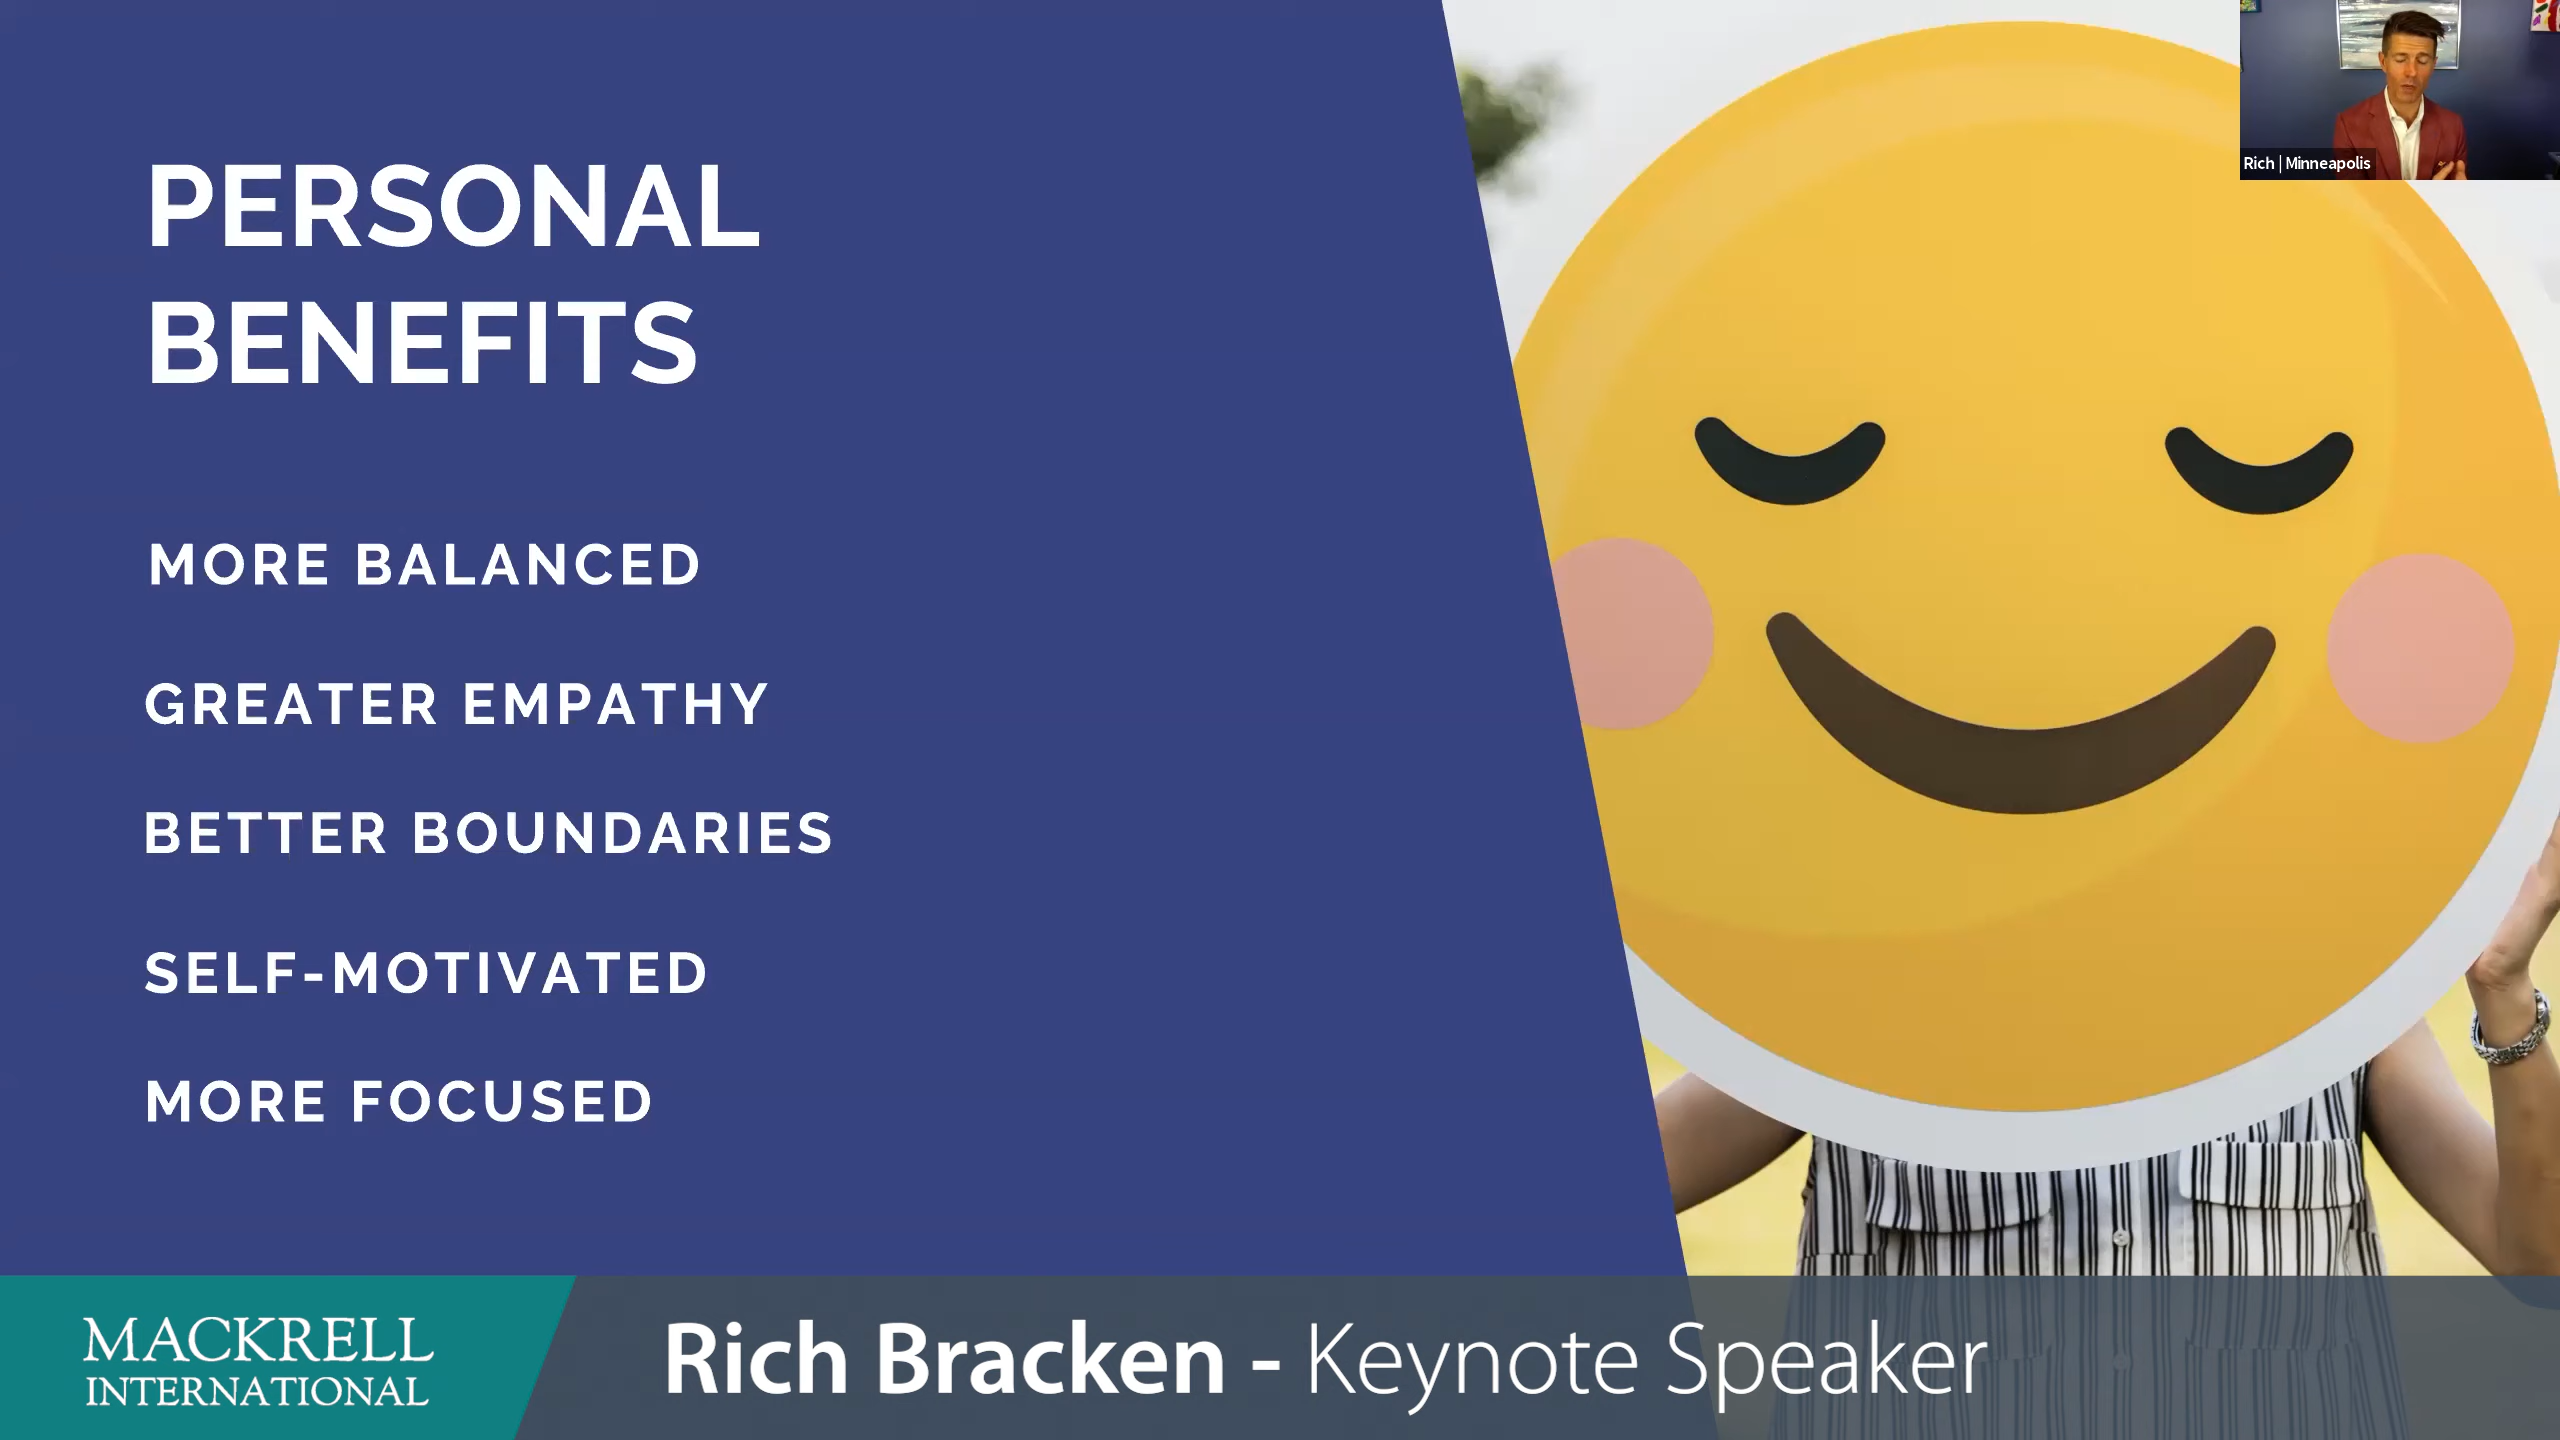 PERSONAL
BENEFITS
MORE BALANCED
GREATER EMPATHY
BETTER BOUNDARIES
SELF-MOTIVATED
MORE FOCUSED
Rich | Minneapolis
MACKRELL
INTERNATIONAL
Rich Bracken - Keynote Speaker